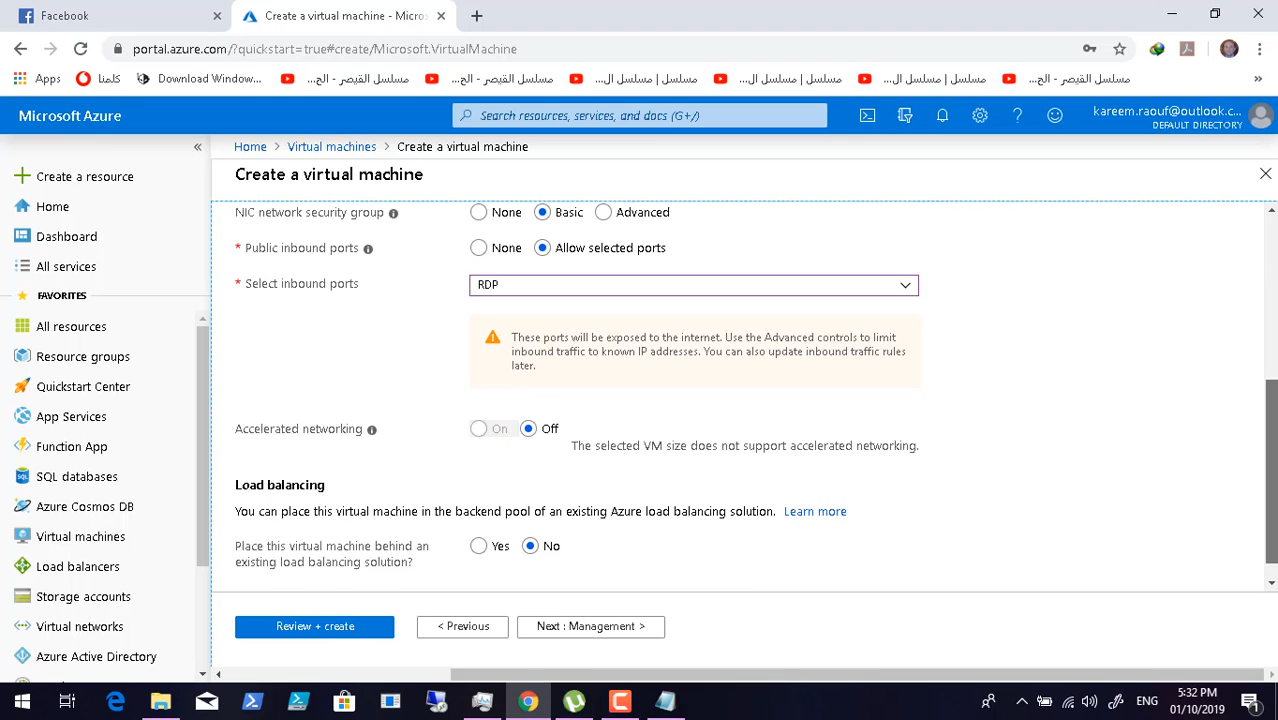 Facebook
Create a virtual machine - Micros
portal.azure.com/?quickstart=true#create/Microsoft.VirtualMachine
Apps
كلمنا
Download Window...
مسلسل القيصر - الح...
مسلسل القيصر - الح...
مسلسل | مسلسل ال...
مسلسل | مسلسل ال...
مسلسل | مسلسل ال...
مسلسل القيصر - الح...
»
Microsoft Azure
Search resources, services, and docs (G+/)
kareem.raouf@outlook.c...
DEFAULT DIRECTORY
Home > Virtual machines > Create a virtual machine
Create a virtual machine
Create a resource
Home
Dashboard
All services
FAVORITES
All resources
Resource groups
Quickstart Center
App Services
Function App
SQL databases
Azure Cosmos DB
Virtual machines
Load balancers
Storage accounts
Virtual networks
Azure Active Directory
NIC network security group
None Basic Advanced
* Public inbound ports
None Allow selected ports
* Select inbound ports
RDP
These ports will be exposed to the internet. Use the Advanced controls to limit
inbound traffic to known IP addresses. You can also update inbound traffic rules
later.
Accelerated networking
On Off
The selected VM size does not support accelerated networking.
Load balancing
You can place this virtual machine in the backend pool of an existing Azure load balancing solution. Learn more
Place this virtual machine behind an
existing load balancing solution?
Yes No
Review + create
< Previous
Next : Management >
ENG
5:32 PM
01/10/2019